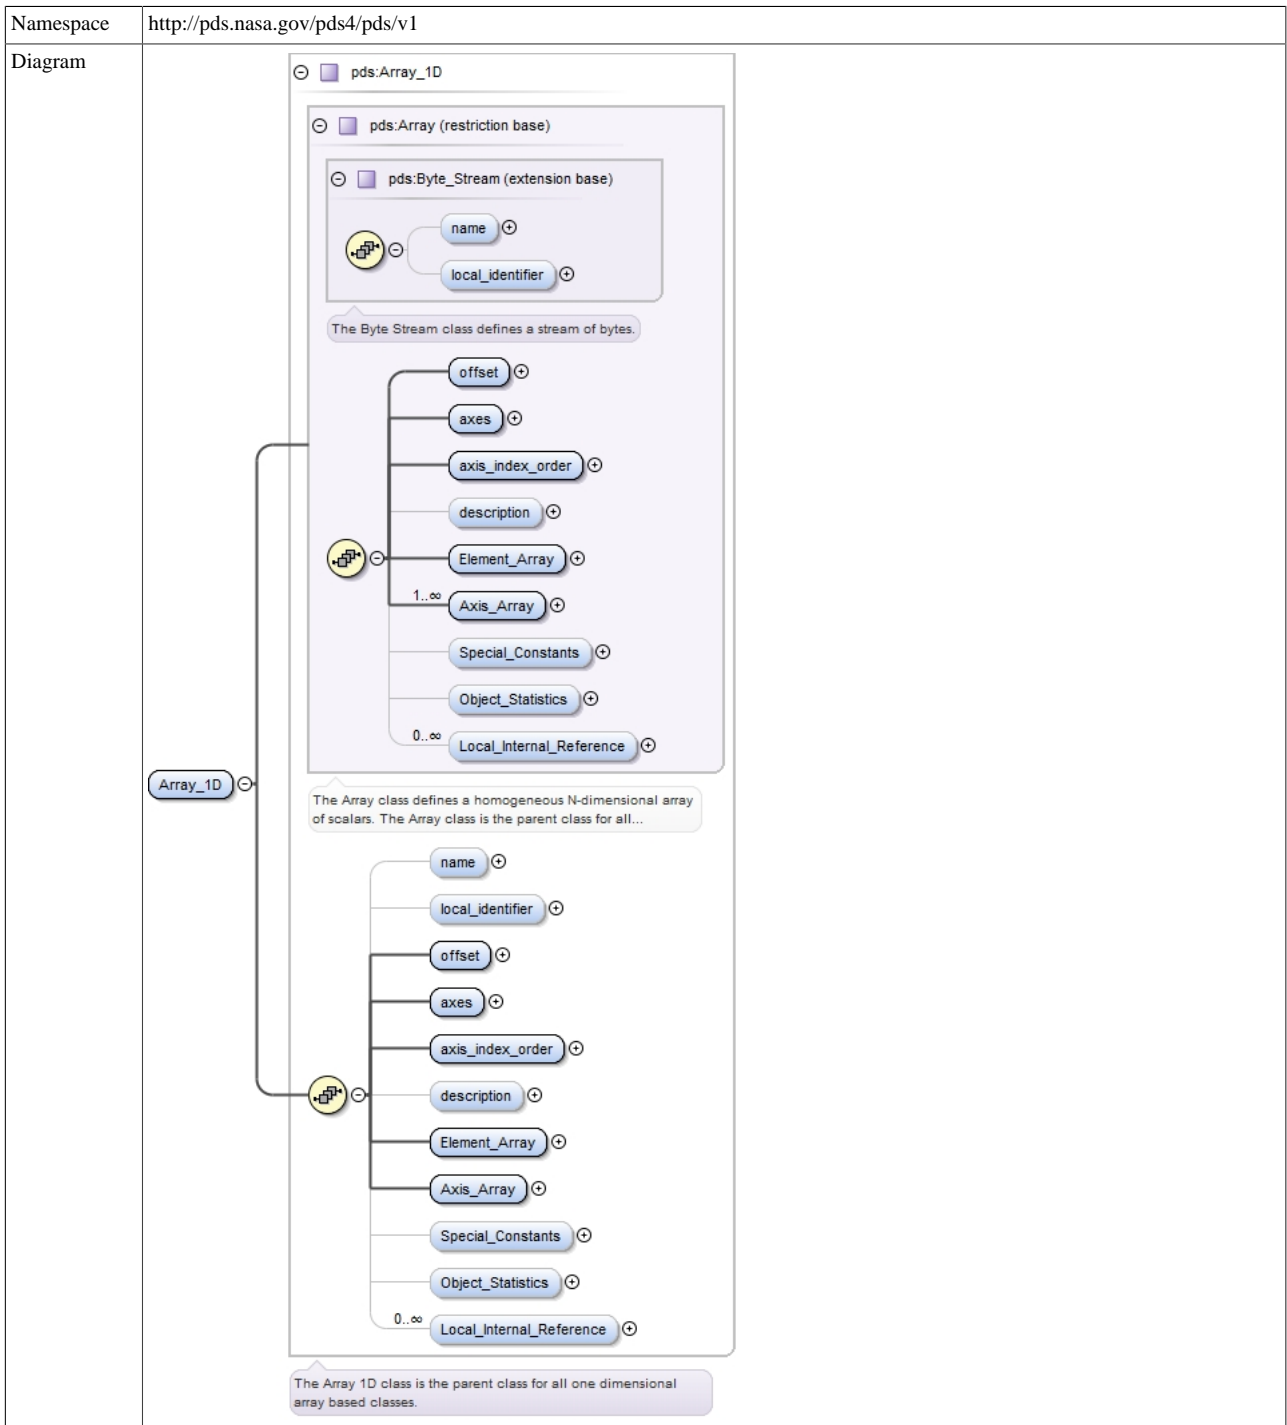 Namespace http://pds.nasa.gov/pds4/pds/v1
Diagram
pds:Array_1D
pds:Array (restriction base)
pds:Byte_Stream (extension base)
name
local_identifier
The Byte Stream class defines a stream of bytes.
offset
axes
axis_index_order
description
Element_Array
1..∞
Axis_Array
Special_Constants
Object_Statistics
0..∞
Local_Internal_Reference
Array_1D
The Array class defines a homogeneous N-dimensional array
of scalars. The Array class is the parent class for all...
name
local_identifier
offset
axes
axis_index_order
description
Element_Array
Axis_Array
Special_Constants
Object_Statistics
0..∞
Local_Internal_Reference
The Array 1D class is the parent class for all one dimensional
array based classes.